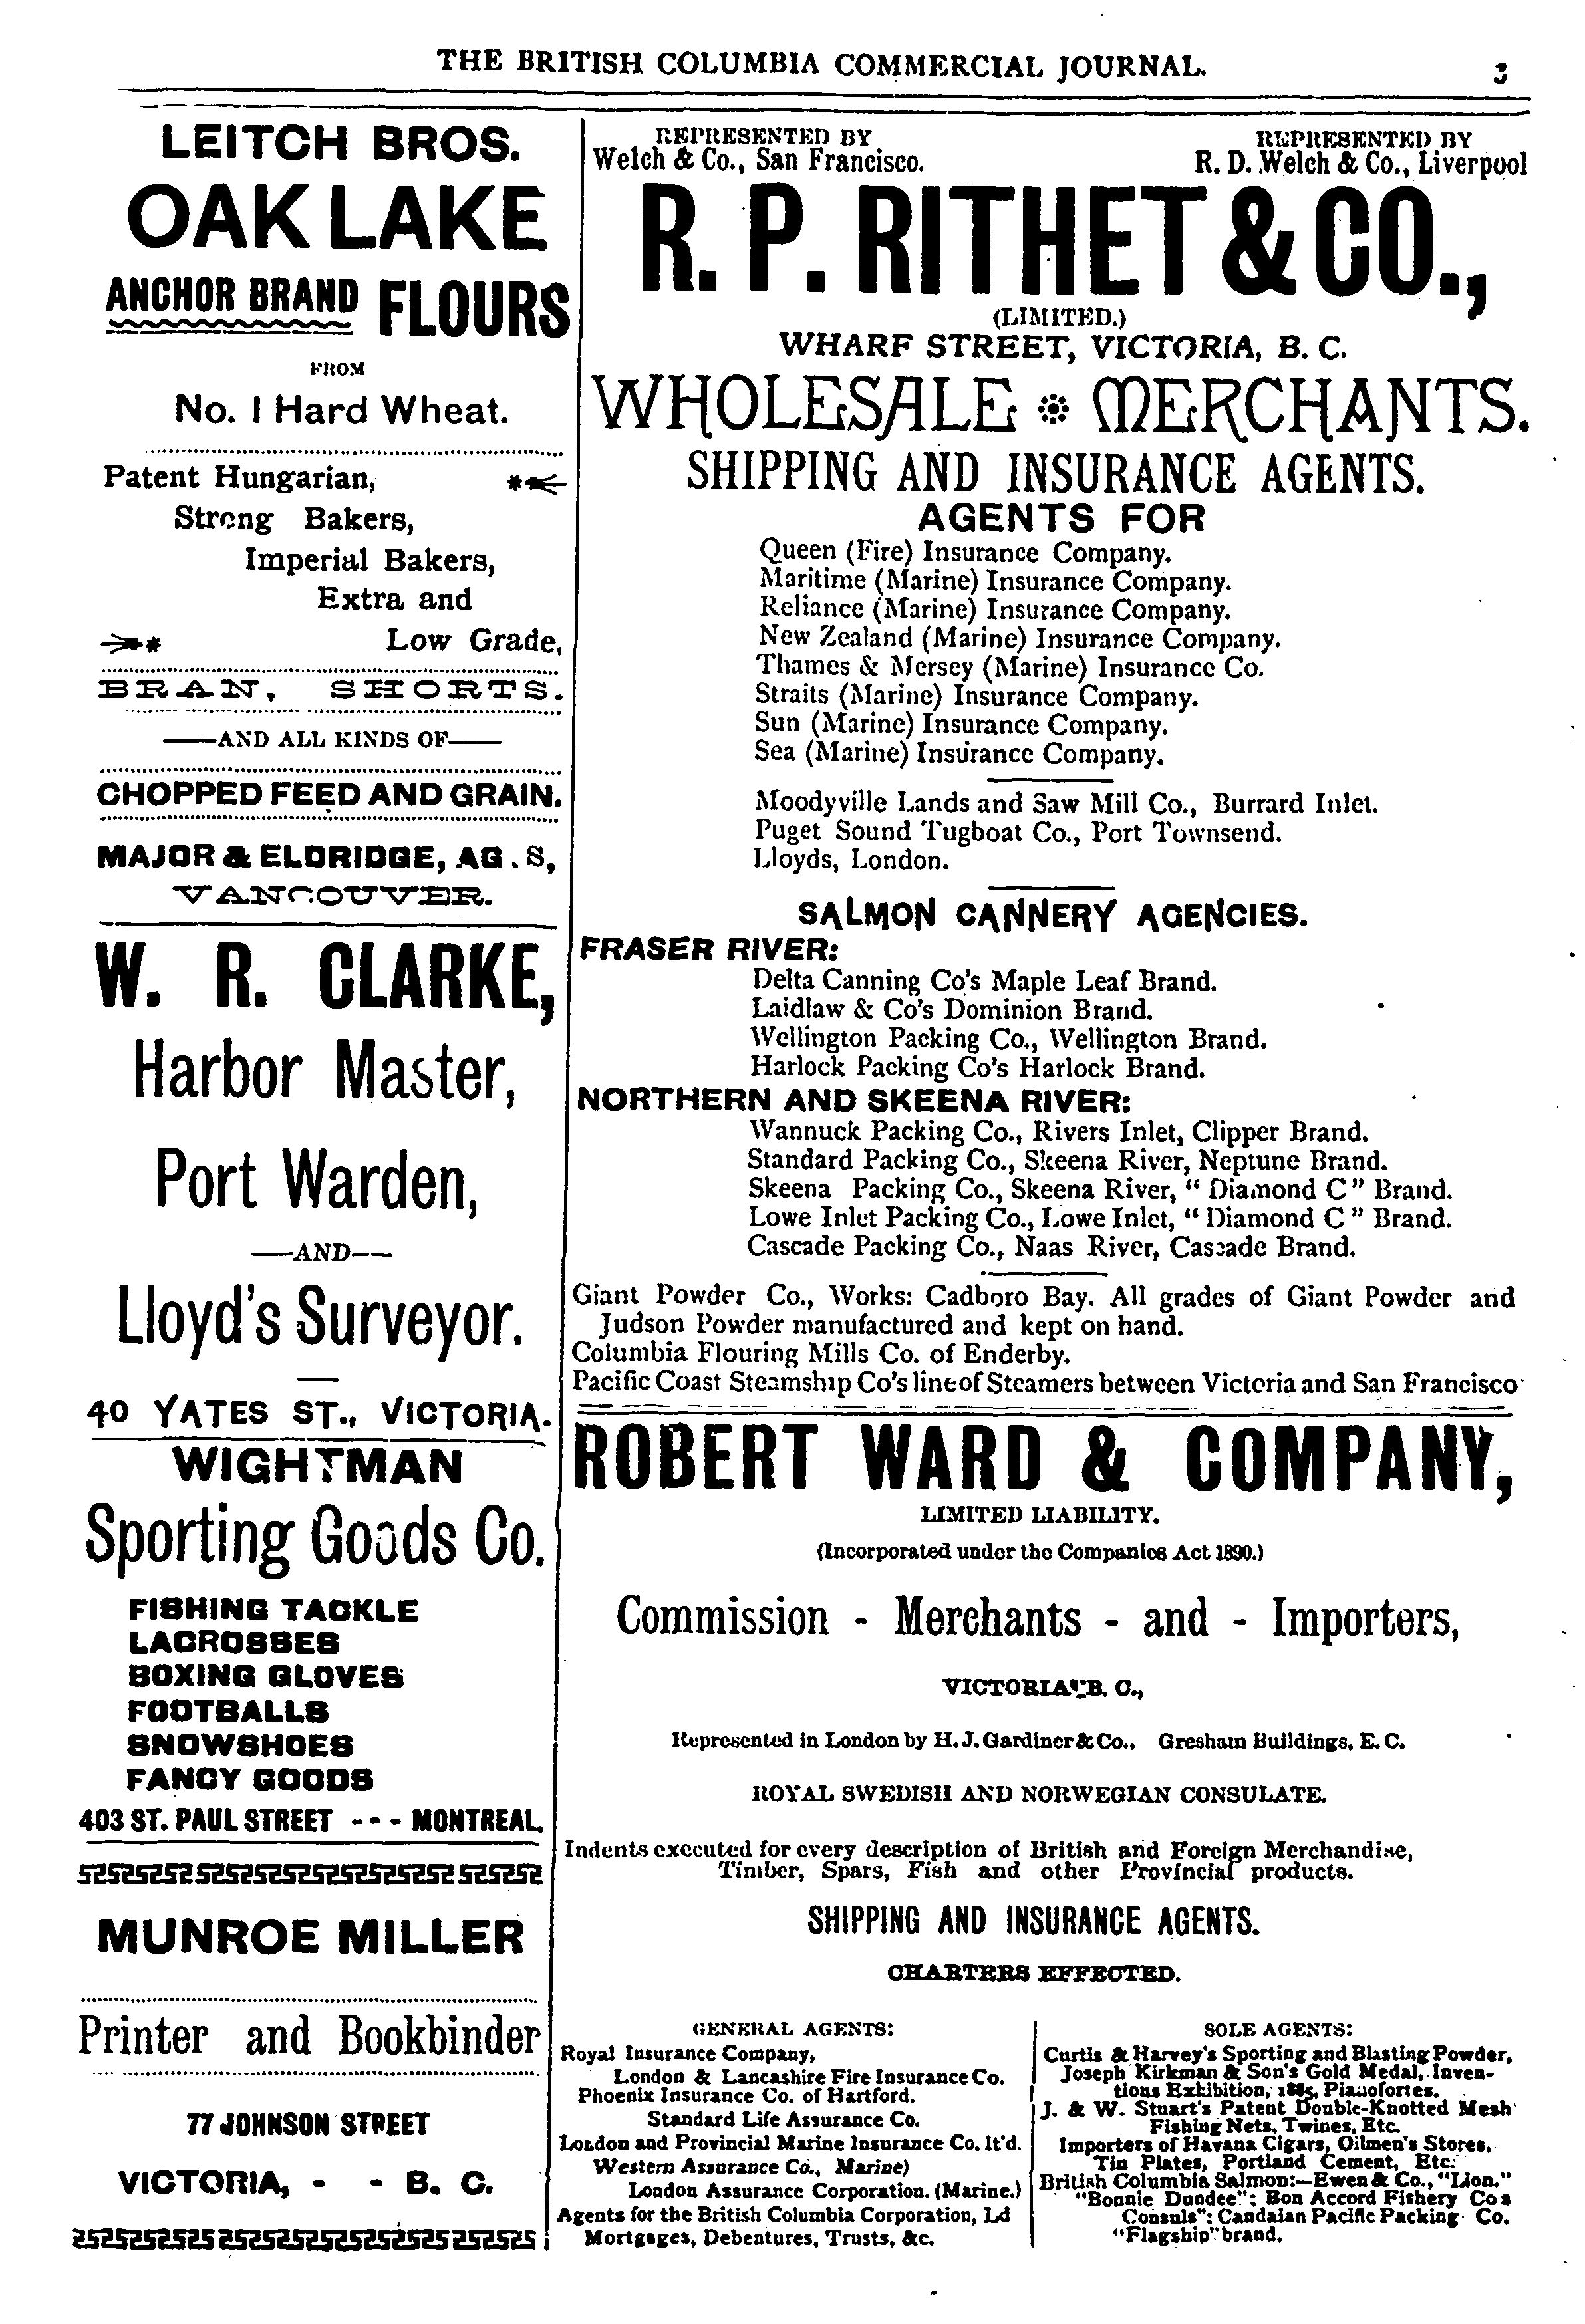 THE BRITISH COLUMBIA COMMERCIAL JOURNAL. 3
LEITCH BROS.
OAK LAKE
ANCHOR BRAND FLOURS
FROM
No. 1 Hard Wheat.
Patent Hungarian,
Strong Bakers,
Imperial Bakers,
Extra and
Low Grade,
BRAN, SHORTS.
—AND ALL KINDS OF—
CHOPPED FEED AND GRAIN.
MAJOR & ELDRIDGE, AG.S,
VANCOUVER.
W. R. CLARKE,
Harbor Master,
Port Warden,
—AND—
Lloyd's Surveyor.
40 YATES ST., VICTORIA.
WIGHTMAN
Sporting Goods Co.
FISHING TACKLE
LACROSSES
BOXING GLOVES
FOOTBALLS
SNOWSHOES
FANCY GOODS
403 ST. PAUL STREET - - - MONTREAL.
MUNROE MILLER
Printer and Bookbinder
77 JOHNSON STREET
VICTORIA, - - B. C.
REPRESENTED BY
Welch & Co., San Francisco.
REPRESENTED BY
R. D. Welch & Co., Liverpool
R. P. RITHET & CO.,
(LIMITED.)
WHARF STREET, VICTORIA, B. C.
WHOLESALE MERCHANTS.
SHIPPING AND INSURANCE AGENTS.
AGENTS FOR
Queen (Fire) Insurance Company.
Maritime (Marine) Insurance Company.
Reliance (Marine) Insurance Company.
New Zealand (Marine) Insurance Company.
Thames & Mersey (Marine) Insurance Co.
Straits (Marine) Insurance Company.
Sun (Marine) Insurance Company.
Sea (Marine) Insurance Company.
Moodyville Lands and Saw Mill Co., Burrard Inlet.
Puget Sound Tugboat Co., Port Townsend.
Lloyds, London.
SALMON CANNERY AGENCIES.
FRASER RIVER:
Delta Canning Co's Maple Leaf Brand.
Laidlaw & Co's Dominion Brand.
Wellington Packing Co., Wellington Brand.
Harlock Packing Co's Harlock Brand.
NORTHERN AND SKEENA RIVER:
Wannuck Packing Co., Rivers Inlet, Clipper Brand.
Standard Packing Co., Skeena River, Neptune Brand.
Skeena Packing Co., Skeena River, "Diamond C" Brand.
Lowe Inlet Packing Co., Lowe Inlet, "Diamond C" Brand.
Cascade Packing Co., Naas River, Cascade Brand.
Giant Powder Co., Works: Cadboro Bay. All grades of Giant Powder and
Judson Powder manufactured and kept on hand.
Columbia Flouring Mills Co. of Enderby.
Pacific Coast Steamship Co's line of Steamers between Victoria and San Francisco
ROBERT WARD & COMPANY,
LIMITED LIABILITY.
(Incorporated under the Companies Act 1890.)
Commission - Merchants - and - Importers,
VICTORIA, B. C.,
Represented in London by H. J. Gardiner & Co., Gresham Buildings, E. C.
ROYAL SWEDISH AND NORWEGIAN CONSULATE.
Indents executed for every description of British and Foreign Merchandise,
Timber, Spars, Fish and other Provincial products.
SHIPPING AND INSURANCE AGENTS.
CHARTERS EFFECTED.
GENERAL AGENTS:
Royal Insurance Company,
London & Lancashire Fire Insurance Co.
Phoenix Insurance Co. of Hartford.
Standard Life Assurance Co.
London and Provincial Marine Insurance Co. lt'd.
Western Assurance Co., Marine)
London Assurance Corporation. (Marine.)
Agents for the British Columbia Corporation, Ld
Mortgages, Debentures, Trusts, &c.
SOLE AGENTS:
Curtis & Harvey's Sporting and Blasting Powder,
Joseph Kirkman & Son's Gold Medal, Inven-
tions Exhibition, 1885, Pianofortes.
J. & W. Stuart's Patent Double-Knotted Mesh
Fishing Nets, Twines, Etc.
Importers of Havana Cigars, Oilmen's Stores,
Tin Plates, Portland Cement, Etc.
British Columbia Salmon:—Ewen & Co., "Lion."
"Bonnie Dundee": Bon Accord Fishery Co s
Consuls": Candaian Pacific Packing Co.
"Flagship" brand.